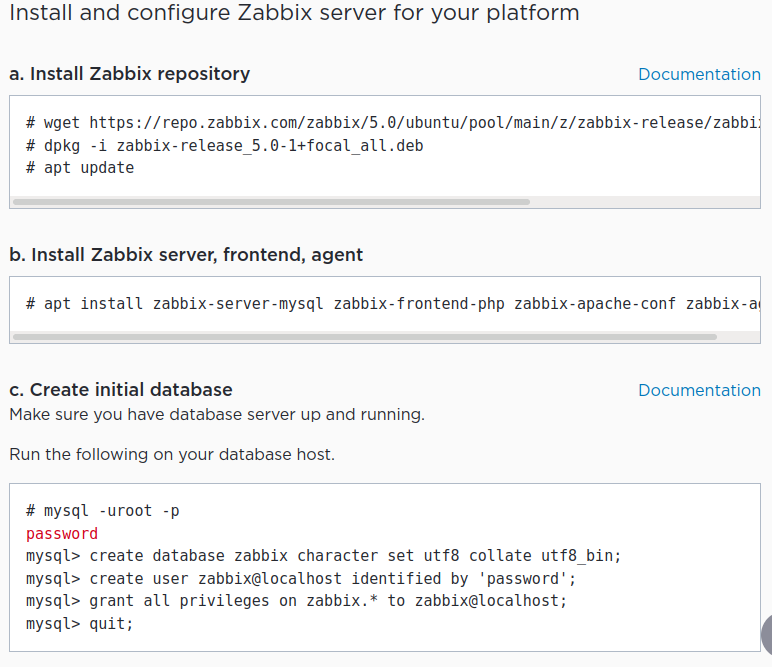 Install and configure Zabbix server for your platform
a. Install Zabbix repository
Documentation
# wget https://repo.zabbix.com/zabbix/5.0/ubuntu/pool/main/z/zabbix-release/zabbi
# dpkg -i zabbix-release_5.0-1+focal_all.deb
# apt update
b. Install Zabbix server, frontend, agent
# apt install zabbix-server-mysql zabbix-frontend-php zabbix-apache-conf zabbix-ag
c. Create initial database
Documentation
Make sure you have database server up and running.
Run the following on your database host.
# mysql -uroot -p
password
mysql> create database zabbix character set utf8 collate utf8_bin;
mysql> create user zabbix@localhost identified by 'password';
mysql> grant all privileges on zabbix.* to zabbix@localhost;
mysql> quit;